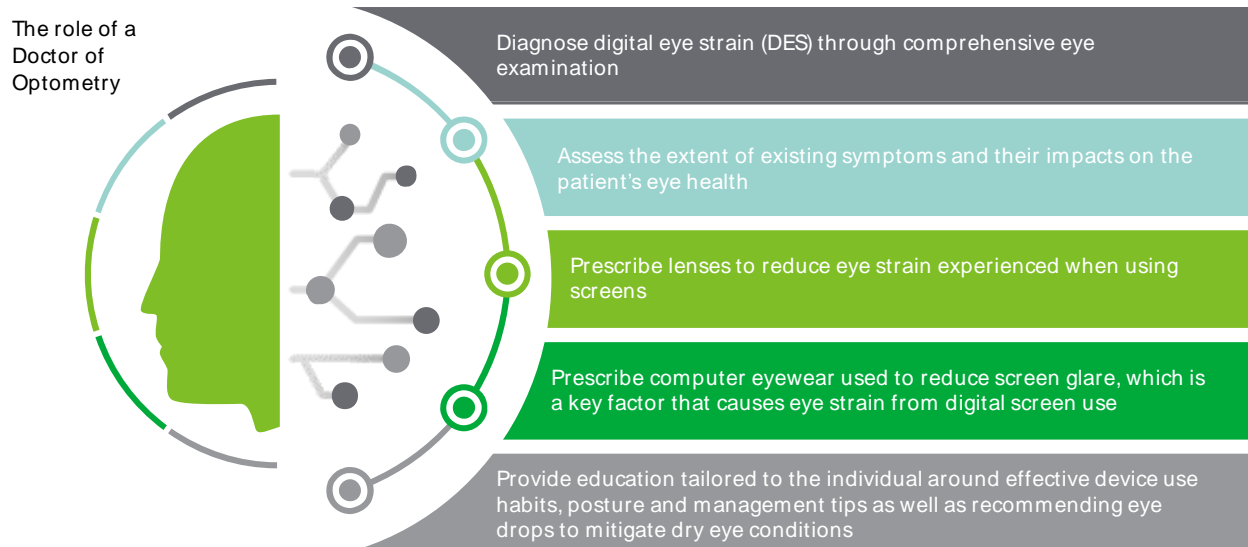 The role of a
Doctor of
Optometry
Diagnose digital eye strain (DES) through comprehensive eye
examination
Assess the extent of existing symptoms and their impacts on the
patient's eye health
Prescribe lenses to reduce eye strain experienced when using
screens
Prescribe computer eyewear used to reduce screen glare, which is
a key factor that causes eye strain from digital screen use
Provide education tailored to the individual around effective device use
habits, posture and management tips as well as recommending eye
drops to mitigate dry eye conditions